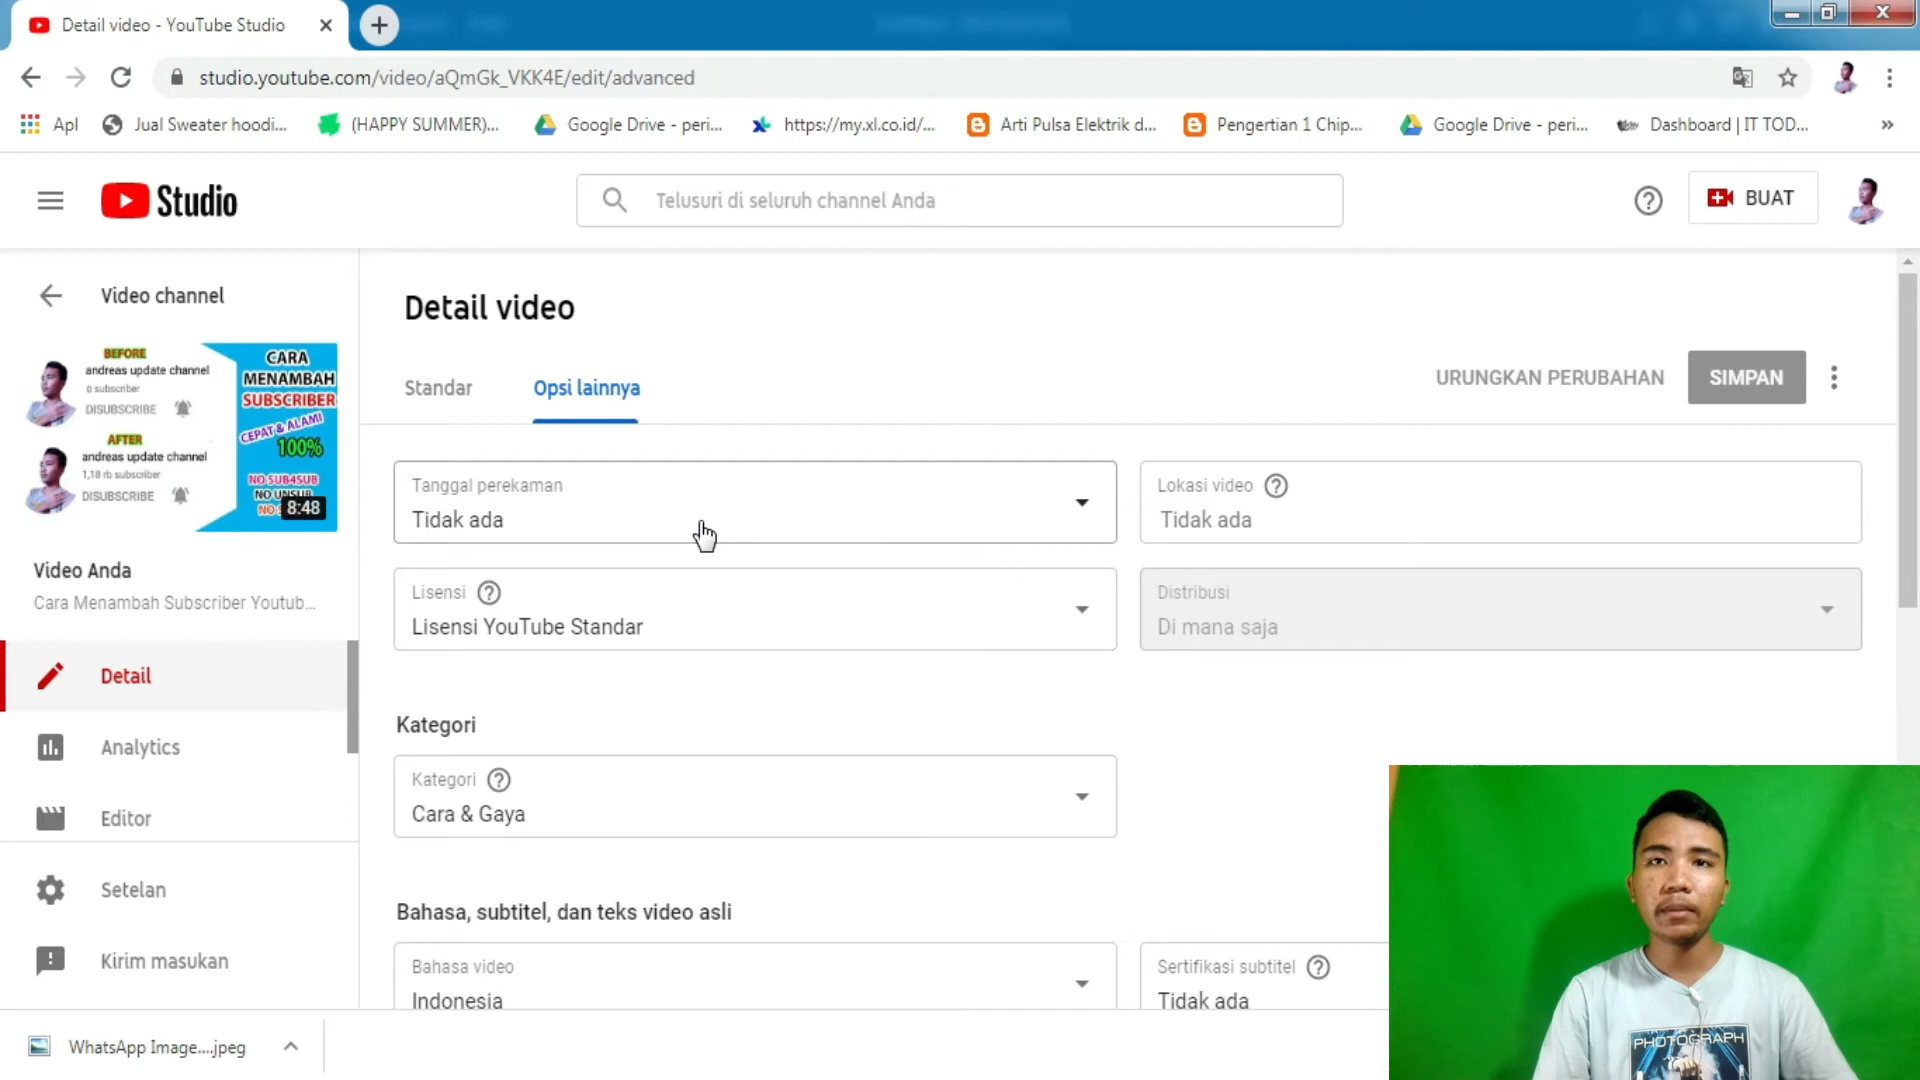 Detail video - YouTube Studio
studio.youtube.com/video/aQmGk_VKK4E/edit/advanced
Apl
Jual Sweater hoodi...
(HAPPY SUMMER)...
Google Drive - peri...
https://my.xl.co.id/...
Arti Pulsa Elektrik d...
Pengertian 1 Chip...
Google Drive - peri...
Dashboard | IT TOD...
Studio
Telusuri di seluruh channel Anda
BUAT
Video channel
BEFORE
andreas update channel
0 subscriber
DISUBSCRIBE
AFTER
andreas update channel
1,18 rb subscriber
DISUBSCRIBE
CARA
MENAMBAH
SUBSCRIBER
CEPAT & ALAMI
100%
NO SUB4SUB
NO UNSUB
NO
8:48
Video Anda
Cara Menambah Subscriber Youtub...
Detail
Analytics
Editor
Setelan
Kirim masukan
Detail video
Standar
Opsi lainnya
URUNGKAN PERUBAHAN
SIMPAN
Tanggal perekaman
Tidak ada
Lokasi video
Tidak ada
Lisensi
Lisensi YouTube Standar
Distribusi
Di mana saja
Kategori
Kategori
Cara & Gaya
Bahasa, subtitel, dan teks video asli
Bahasa video
Indonesia
Sertifikasi subtitel
Tidak ada
WhatsApp Image....jpeg
PHOTOGRAPH